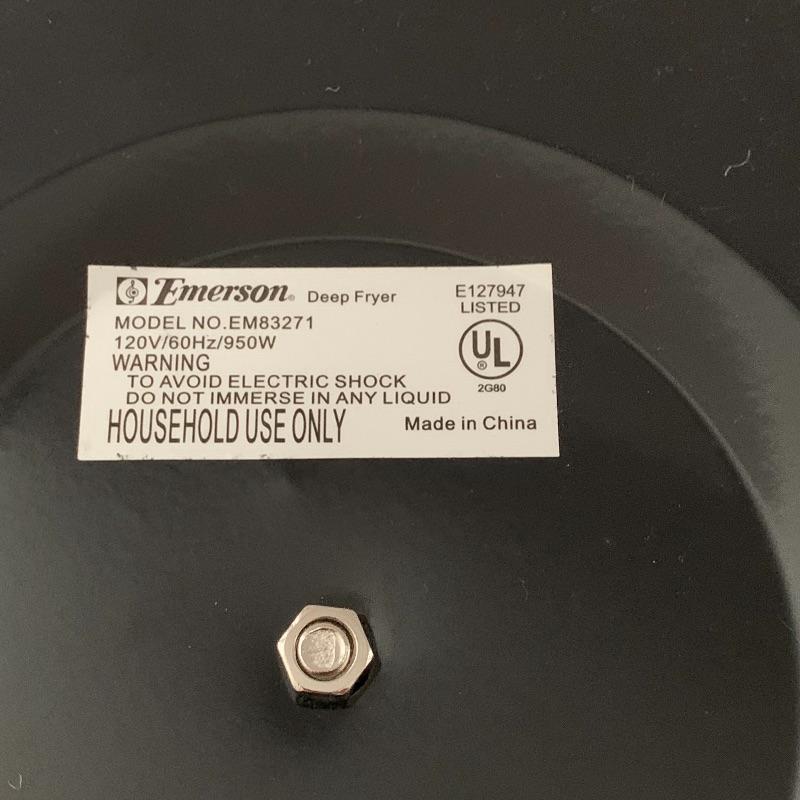 Emerson® Deep Fryer
MODEL NO.EM83271
120V/60Hz/950W
WARNING
TO AVOID ELECTRIC SHOCK
DO NOT IMMERSE IN ANY LIQUID
HOUSEHOLD USE ONLY
E127947
LISTED
UL®
2G80
Made in China